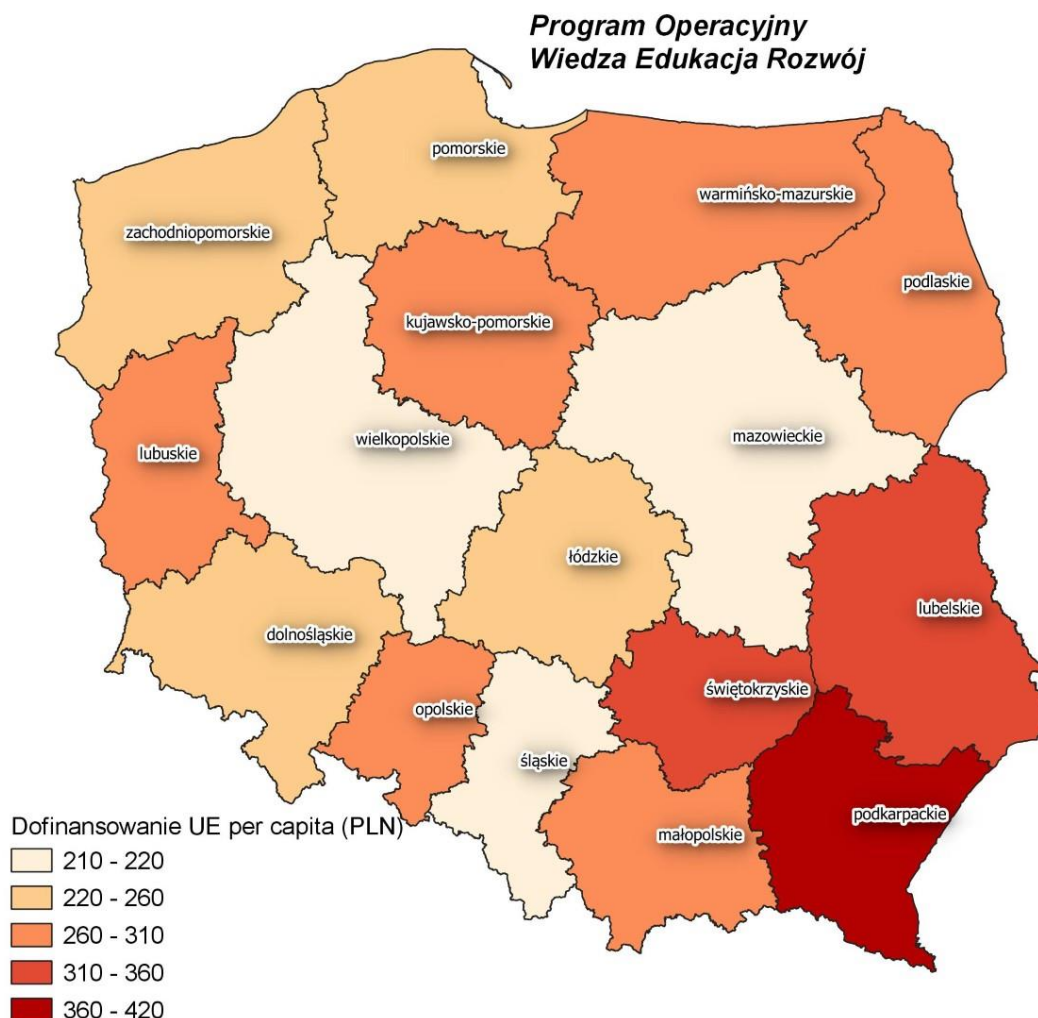 Program Operacyjny
Wiedza Edukacja Rozwój
pomorskie
warmińsko-mazurskie
zachodniopomorskie
podlaskie
kujawsko-pomorskie
wielkopolskie
mazowieckie
lubuskie
łódzkie
lubelskie
dolnośląskie
świętokrzyskie
opolskie
śląskie
podkarpackie
małopolskie
Dofinansowanie UE per capita (PLN)
210 - 220
220 - 260
260 - 310
310 - 360
360 - 420